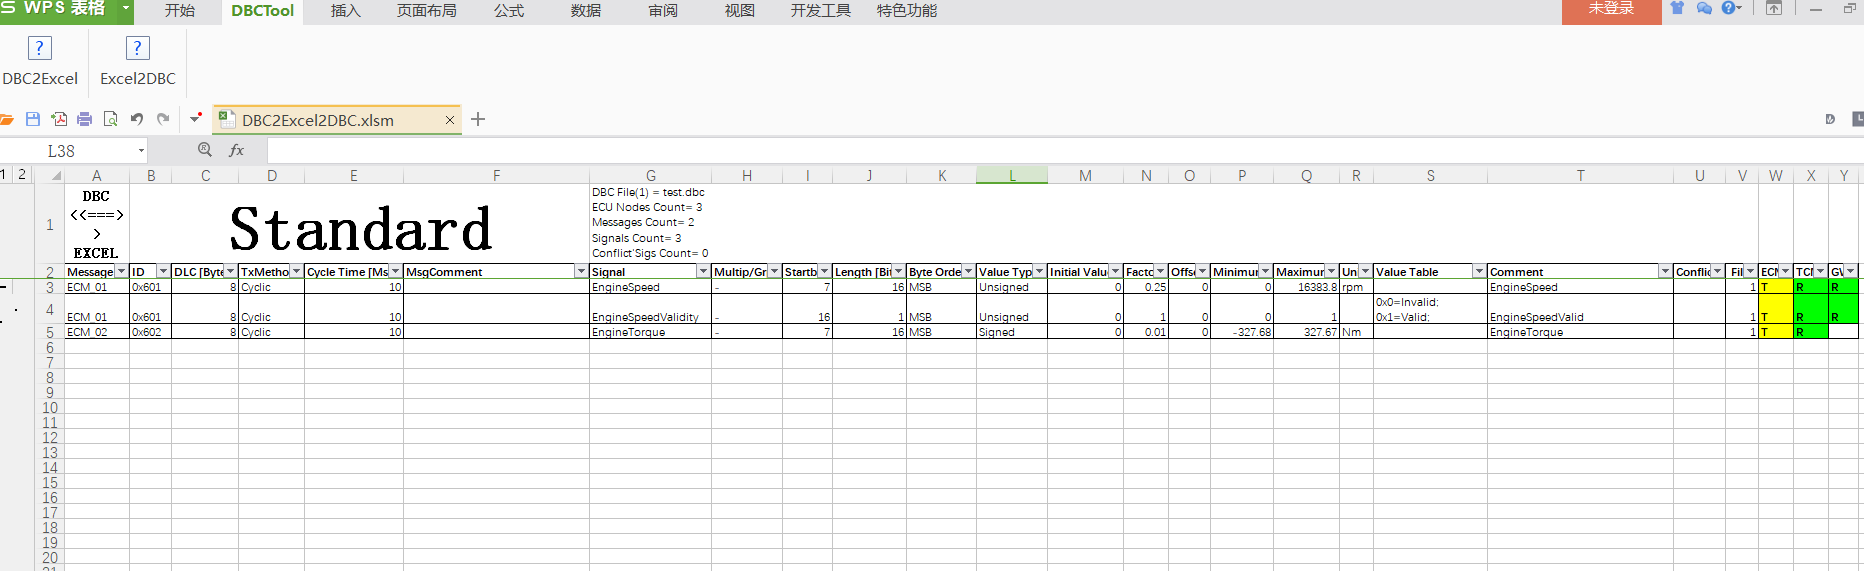 S WPS 表格 开始 DBCTool 插入 页面布局 公式 数据 审阅 视图 开发工具 特色功能 未登录
? ?
DBC2Excel Excel2DBC
DBC2Excel2DBC.xlsm × +
L38 fx
1 2 A B C D E F G H I J K L M N O P Q R S T U V W X Y
DBC
<<===>
>
EXCEL
Standard
DBC File(1) = test.dbc
ECU Nodes Count= 3
Messages Count= 2
Signals Count= 3
Conflict'Sigs Count= 0
1
2 Message ID DLC [Byte TxMetho Cycle Time [Ms MsgComment Signal Multip/Gr Startb Length [Bit Byte Orde Value Typ Initial Valu Facto Offs Minimur Maximur Un Value Table Comment Conflic Fil ECM TCM GW
3 ECM_01 0x601 8 Cyclic 10 EngineSpeed - 7 16 MSB Unsigned 0 0.25 0 0 16383.8 rpm EngineSpeed 1 T R R
0x0=Invalid;
4 ECM_01 0x601 8 Cyclic 10 EngineSpeedValidity - 16 1 MSB Unsigned 0 1 0 0 1 0x1=Valid; EngineSpeedValid 1 T R R
5 ECM_02 0x602 8 Cyclic 10 EngineTorque - 7 16 MSB Signed 0 0.01 0 -327.68 327.67 Nm EngineTorque 1 T R
6
7
8
9
10
11
12
13
14
15
16
17
18
19
20